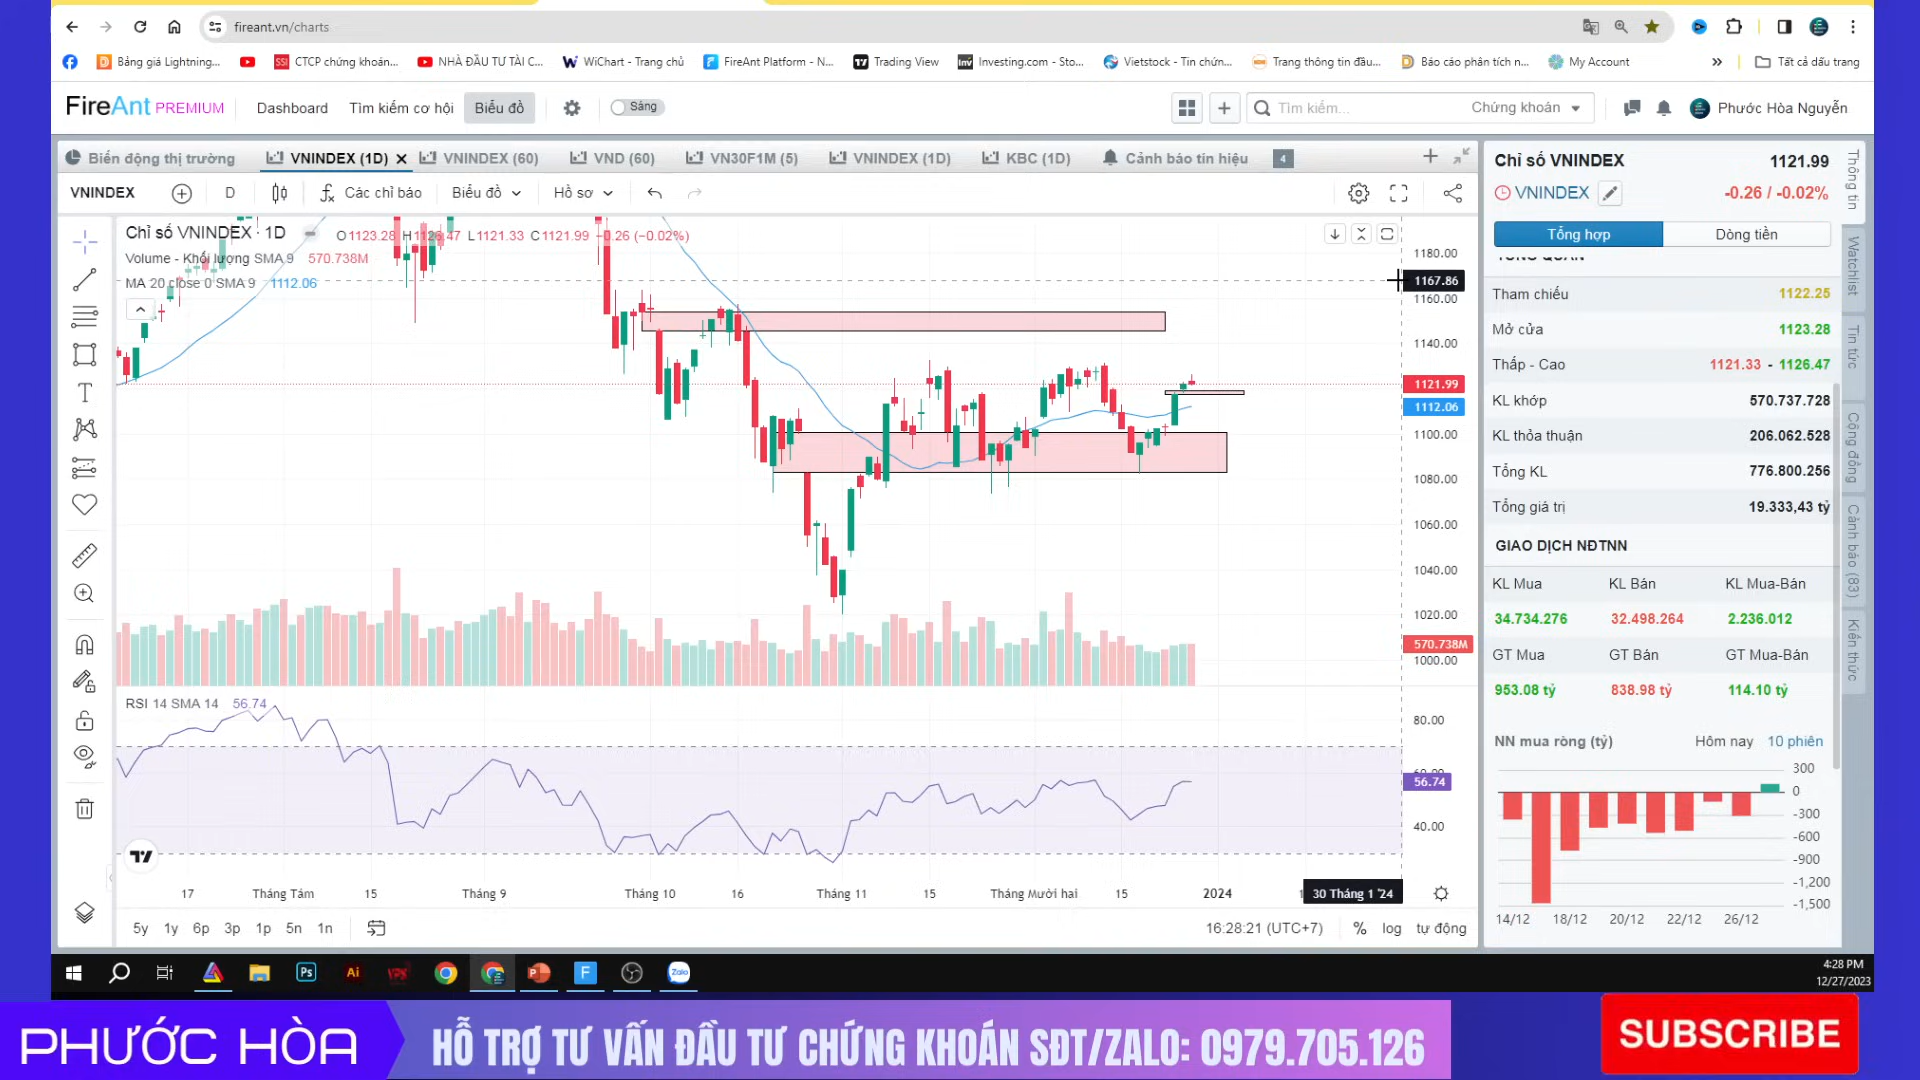 fireant.vn/charts
Bảng giá Lightning...
SSI CTCP chứng khoán...
NHÀ ĐẦU TƯ TÀI C...
WiChart - Trang chủ
FireAnt Platform - N...
Trading View
Inv Investing.com - Sto...
Vietstock - Tin chứn...
Trang thông tin đầu...
Báo cáo phân tích n...
My Account
»
Tất cả dấu trang
FireAnt PREMIUM
Dashboard
Tìm kiếm cơ hội
Biểu đồ
Sáng
Tìm kiếm...
Chứng khoán
Phước Hòa Nguyễn
Biến động thị trường
VNINDEX (1D)
VNINDEX (60)
VND (60)
VN30F1M (5)
VNINDEX (1D)
KBC (1D)
Cảnh báo tín hiệu
4
VNINDEX
D
Các chỉ báo
Biểu đồ
Hồ sơ
Chỉ số VNINDEX · 1D
O1123.28 H1126.47 L1121.33 C1121.99 −0.26 (−0.02%)
Volume - Khối lượng SMA 9 570.738M
MA 20 close 0 SMA 9 1112.06
1180.00
1167.86
1160.00
1140.00
1121.99
1112.06
1100.00
1080.00
1060.00
1040.00
1020.00
570.738M
1000.00
RSI 14 SMA 14 56.74
80.00
56.74
40.00
17
Tháng Tám
15
Tháng 9
Tháng 10
16
Tháng 11
15
Tháng Mười hai
15
2024
30 Tháng 1 '24
5y 1y 6p 3p 1p 5n 1n
16:28:21 (UTC+7)
% log tự động
Chỉ số VNINDEX
1121.99
VNINDEX
-0.26 / -0.02%
Tổng hợp
Dòng tiền
TỔNG QUAN
Tham chiếu 1122.25
Mở cửa 1123.28
Thấp - Cao 1121.33 - 1126.47
KL khớp 570.737.728
KL thỏa thuận 206.062.528
Tổng KL 776.800.256
Tổng giá trị 19.333,43 tỷ
GIAO DỊCH NĐTNN
KL Mua KL Bán KL Mua-Bán
34.734.276 32.498.264 2.236.012
GT Mua GT Bán GT Mua-Bán
953.08 tỷ 838.98 tỷ 114.10 tỷ
NN mua ròng (tỷ)
Hôm nay 10 phiên
300
0
-300
-600
-900
-1,200
-1,500
14/12 18/12 20/12 22/12 26/12
Thông tin
Watchlist
Tin tức
Cộng đồng
Cảnh báo (83)
Kiến thức
Ps
Ai
VPS
F
Zalo
4:28 PM
12/27/2023
PHƯỚC HÒA
HỖ TRỢ TƯ VẤN ĐẦU TƯ CHỨNG KHOÁN SĐT/ZALO: 0979.705.126
SUBSCRIBE